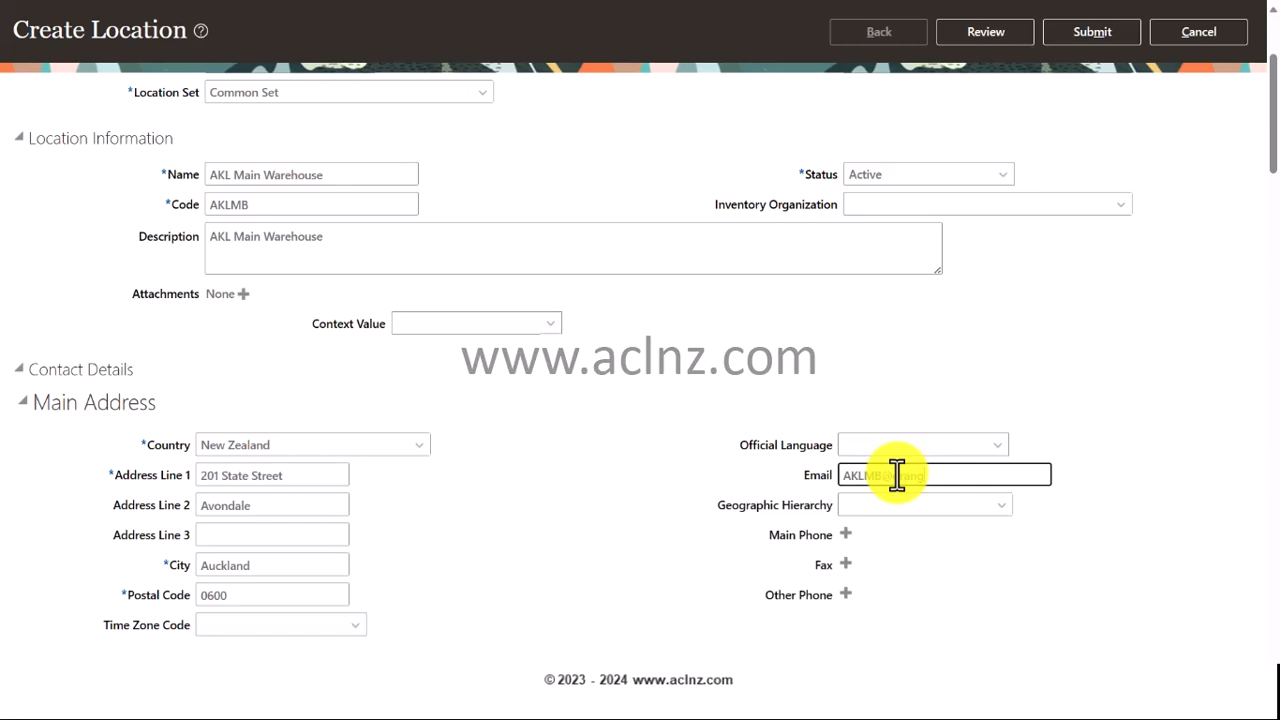 Create Location
Back Review Submit Cancel
*Location Set Common Set
Location Information
*Name AKL Main Warehouse *Status Active
*Code AKLMB Inventory Organization
Description AKL Main Warehouse
Attachments None
Context Value
www.aclnz.com
Contact Details
Main Address
*Country New Zealand Official Language
*Address Line 1 201 State Street Email
Address Line 2 Avondale Geographic Hierarchy
Address Line 3 Main Phone
*City Auckland Fax
*Postal Code 0600 Other Phone
Time Zone Code
© 2023 - 2024 www.aclnz.com